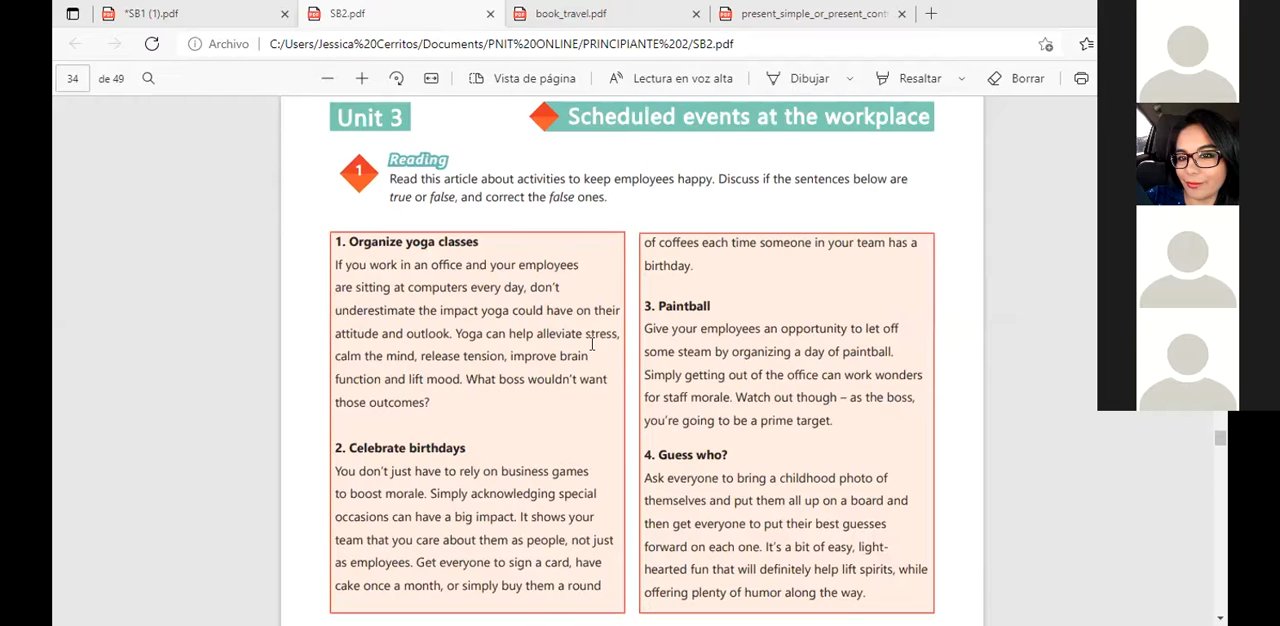 *SB1 (1).pdf
SB2.pdf
book_travel.pdf
present_simple_or_present_cont
Archivo
C:/Users/Jessica%20Cerritos/Documents/PNIT%20ONLINE/PRINCIPIANTE%202/SB2.pdf
34
de 49
Vista de página
Lectura en voz alta
Dibujar
Resaltar
Borrar
Unit 3
Scheduled events at the workplace
1
Reading
Read this article about activities to keep employees happy. Discuss if the sentences below are
true or false, and correct the false ones.
1. Organize yoga classes
If you work in an office and your employees
are sitting at computers every day, don't
underestimate the impact yoga could have on their
attitude and outlook. Yoga can help alleviate stress,
calm the mind, release tension, improve brain
function and lift mood. What boss wouldn't want
those outcomes?
2. Celebrate birthdays
You don't just have to rely on business games
to boost morale. Simply acknowledging special
occasions can have a big impact. It shows your
team that you care about them as people, not just
as employees. Get everyone to sign a card, have
cake once a month, or simply buy them a round
of coffees each time someone in your team has a
birthday.
3. Paintball
Give your employees an opportunity to let off
some steam by organizing a day of paintball.
Simply getting out of the office can work wonders
for staff morale. Watch out though – as the boss,
you're going to be a prime target.
4. Guess who?
Ask everyone to bring a childhood photo of
themselves and put them all up on a board and
then get everyone to put their best guesses
forward on each one. It's a bit of easy, light-
hearted fun that will definitely help lift spirits, while
offering plenty of humor along the way.